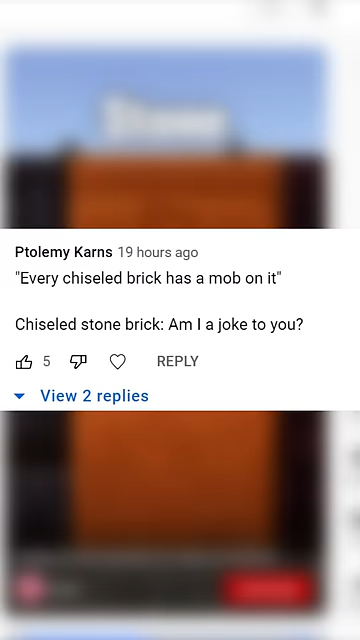 Stone
Ptolemy Karns 19 hours ago
"Every chiseled brick has a mob on it"
Chiseled stone brick: Am I a joke to you?
5 REPLY
View 2 replies